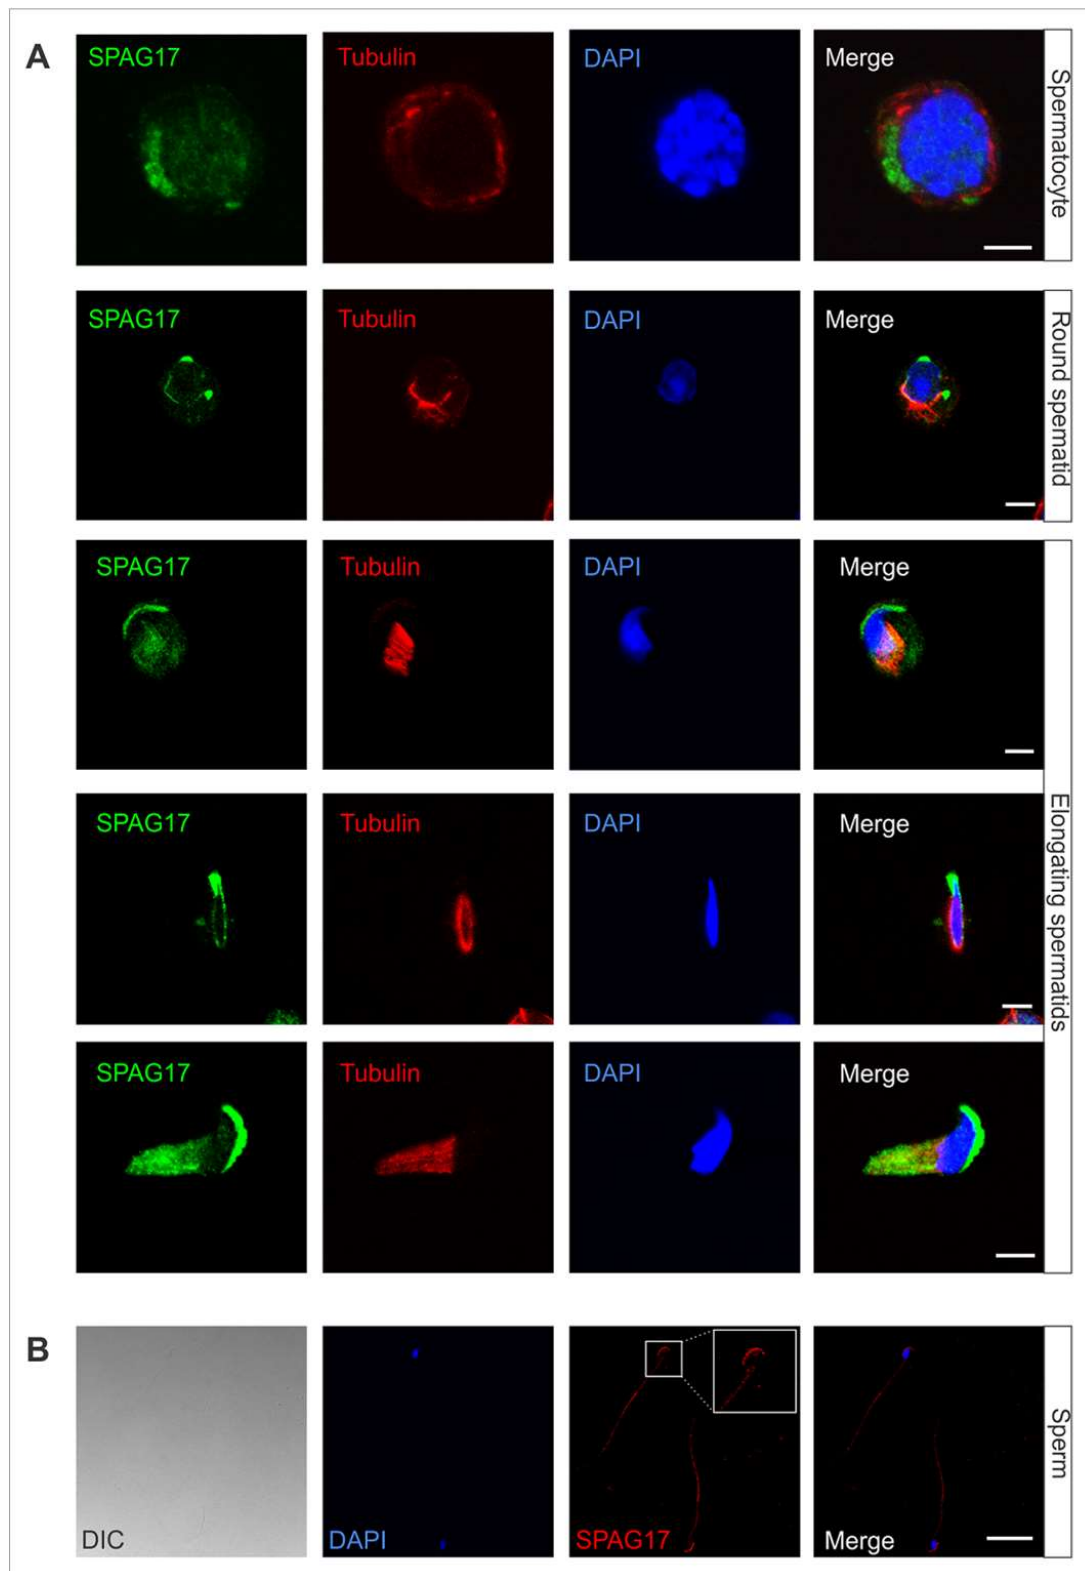 A
SPAG17
Tubulin
DAPI
Merge
Spermatocyte
SPAG17
Tubulin
DAPI
Merge
Round spematid
SPAG17
Tubulin
DAPI
Merge
SPAG17
Tubulin
DAPI
Merge
Elongating spermatids
SPAG17
Tubulin
DAPI
Merge
B
DIC
DAPI
SPAG17
Merge
Sperm